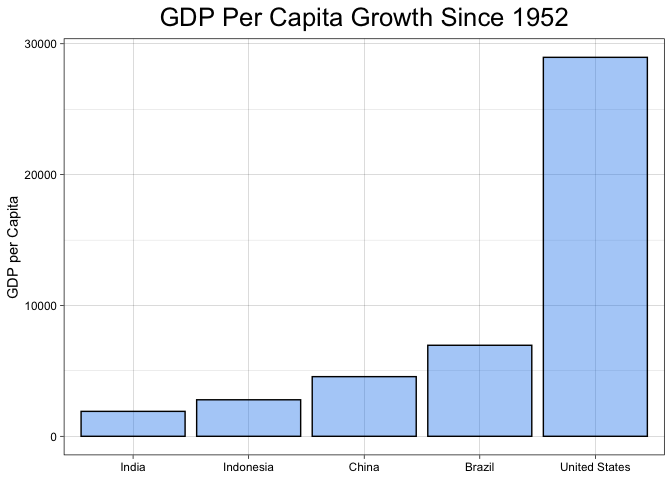 GDP Per Capita Growth Since 1952
30000
20000
10000
0
GDP per Capita
India
Indonesia
China
Brazil
United States